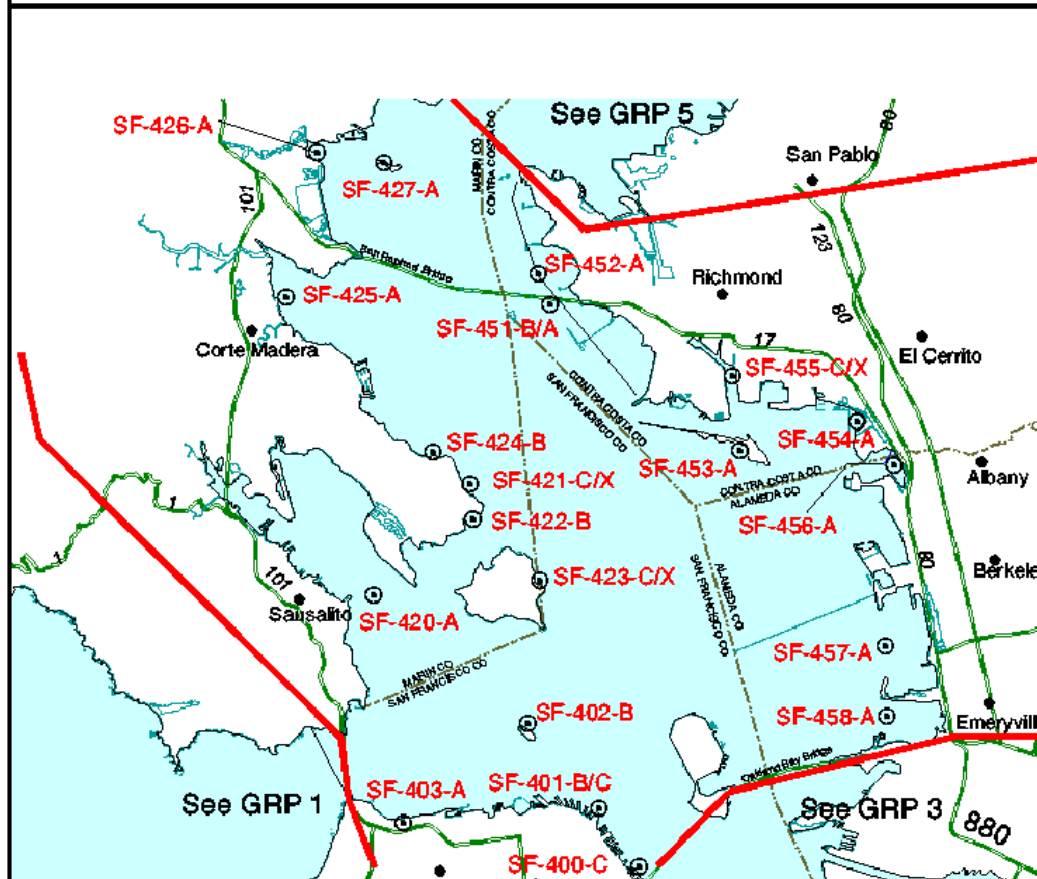 See GRP 5
80
SF-426-A
San Pablo
SF-427-A
MARIN CO
CONTRA COSTA CO
101
123
San Raphael Bridge
SF-452-A
Richmond
SF-425-A
SF-451-B/A
80
17
El Cerrito
Corte Madera
SF-455-C/X
CONTRA COSTA CO
SAN FRANCISCO CO
SF-454-A
SF-424-B
SF-453-A
SF-421-C/X
CONTRA COSTA CO
ALAMEDA CO
Albany
1
SF-422-B
SF-456-A
1
SF-423-C/X
80
Berkele
101
Sausalito
SF-420-A
ALAMEDA CO
SAN FRANCISCO CO
SF-457-A
MARIN CO
SAN FRANCISCO CO
SF-402-B
SF-458-A
Emeryvill
Oakland Bay Bridge
SF-401-B/C
See GRP 1
SF-403-A
See GRP 3
880
SF-400-C